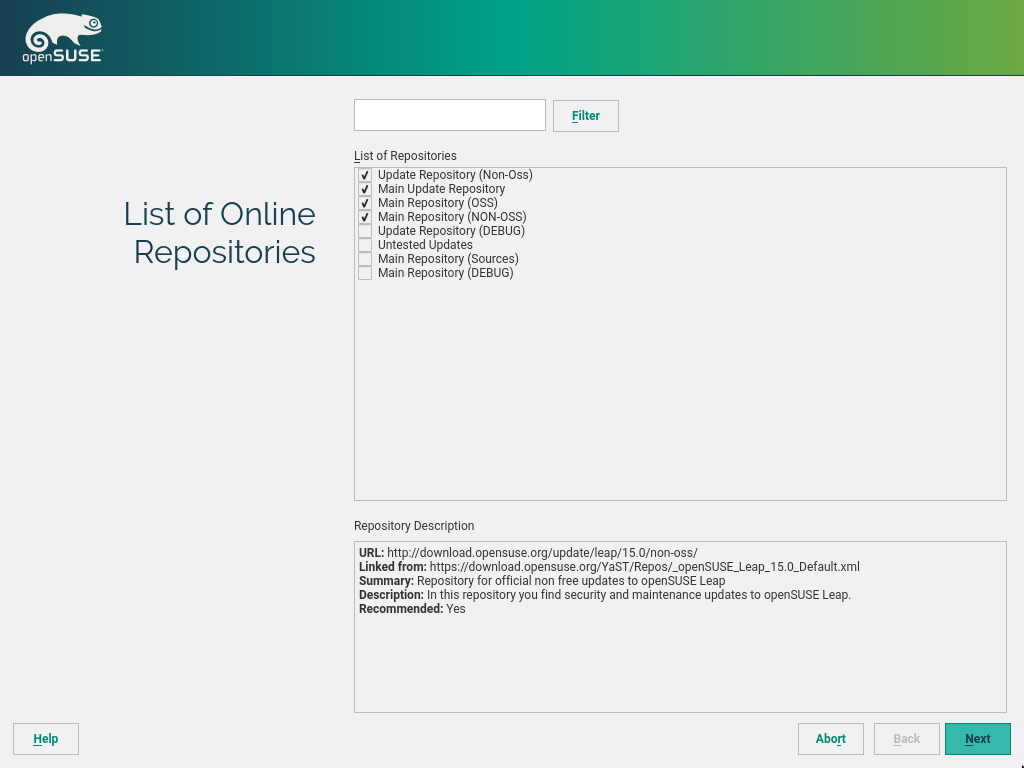 openSUSE
Filter
List of Repositories
Update Repository (Non-Oss)
Main Update Repository
Main Repository (OSS)
Main Repository (NON-OSS)
Update Repository (DEBUG)
Untested Updates
Main Repository (Sources)
Main Repository (DEBUG)
List of Online
Repositories
Repository Description
URL: http://download.opensuse.org/update/leap/15.0/non-oss/
Linked from: https://download.opensuse.org/YaST/Repos/_openSUSE_Leap_15.0_Default.xml
Summary: Repository for official non free updates to openSUSE Leap
Description: In this repository you find security and maintenance updates to openSUSE Leap.
Recommended: Yes
Help
Abort
Back
Next